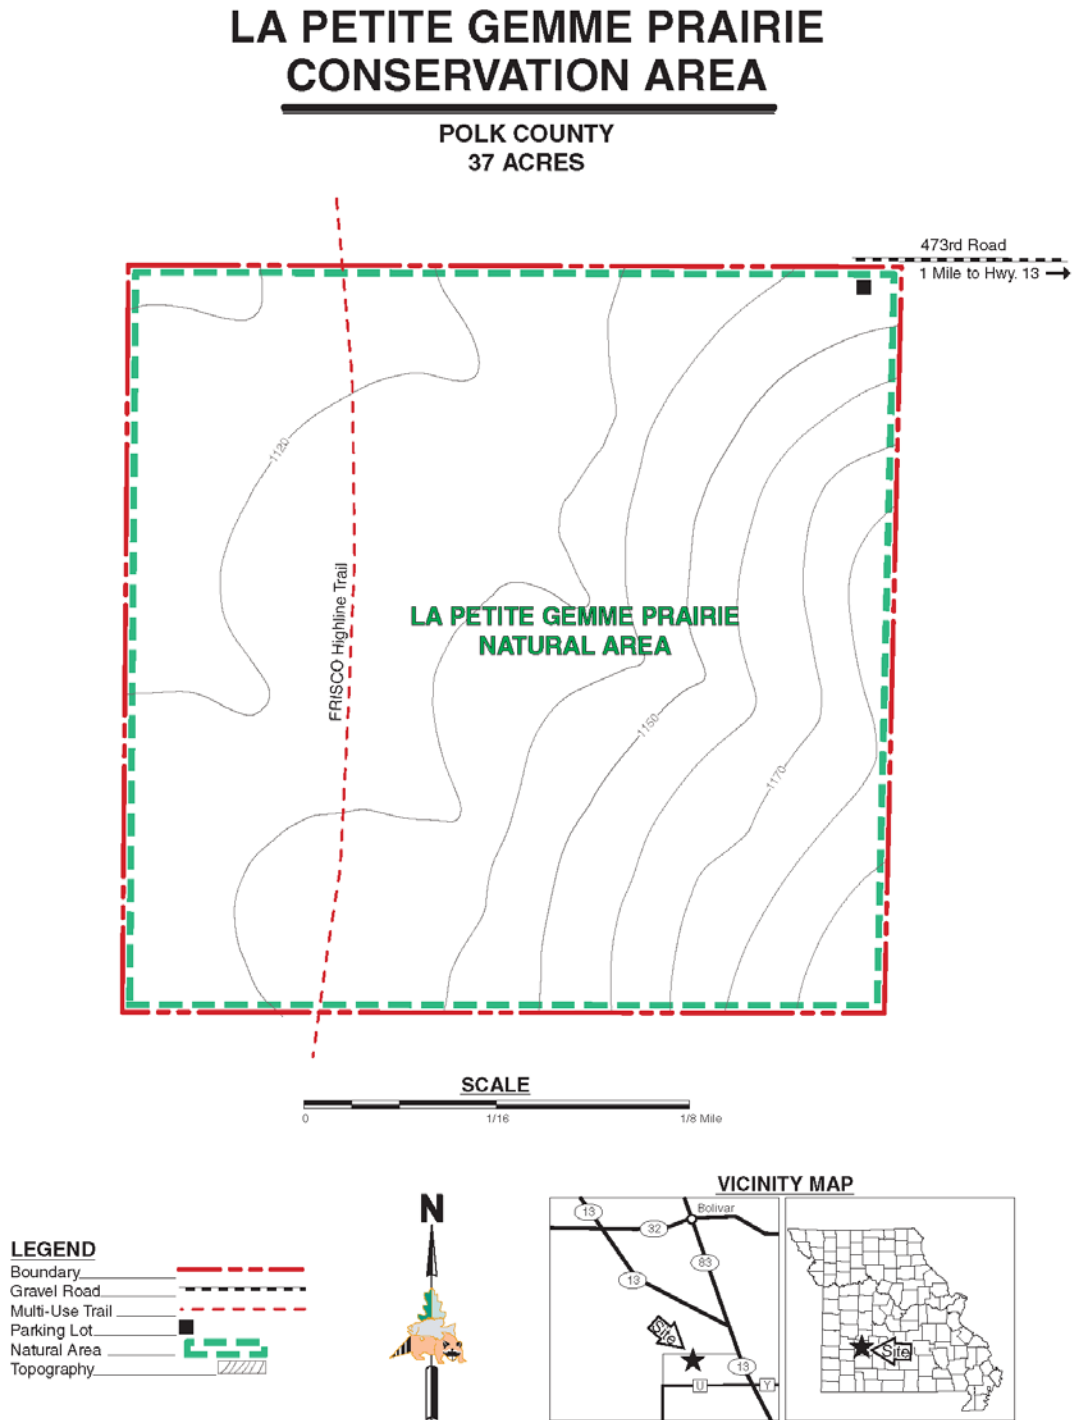 LA PETITE GEMME PRAIRIE
CONSERVATION AREA
POLK COUNTY
37 ACRES
473rd Road
1 Mile to Hwy. 13
1120
FRISCO Highline Trail
LA PETITE GEMME PRAIRIE
NATURAL AREA
1150
1170
SCALE
0 1/16 1/8 Mile
N
VICINITY MAP
13
Bolivar
32
83
13
Site
13
U
Y
Site
LEGEND
Boundary
Gravel Road
Multi-Use Trail
Parking Lot
Natural Area
Topography